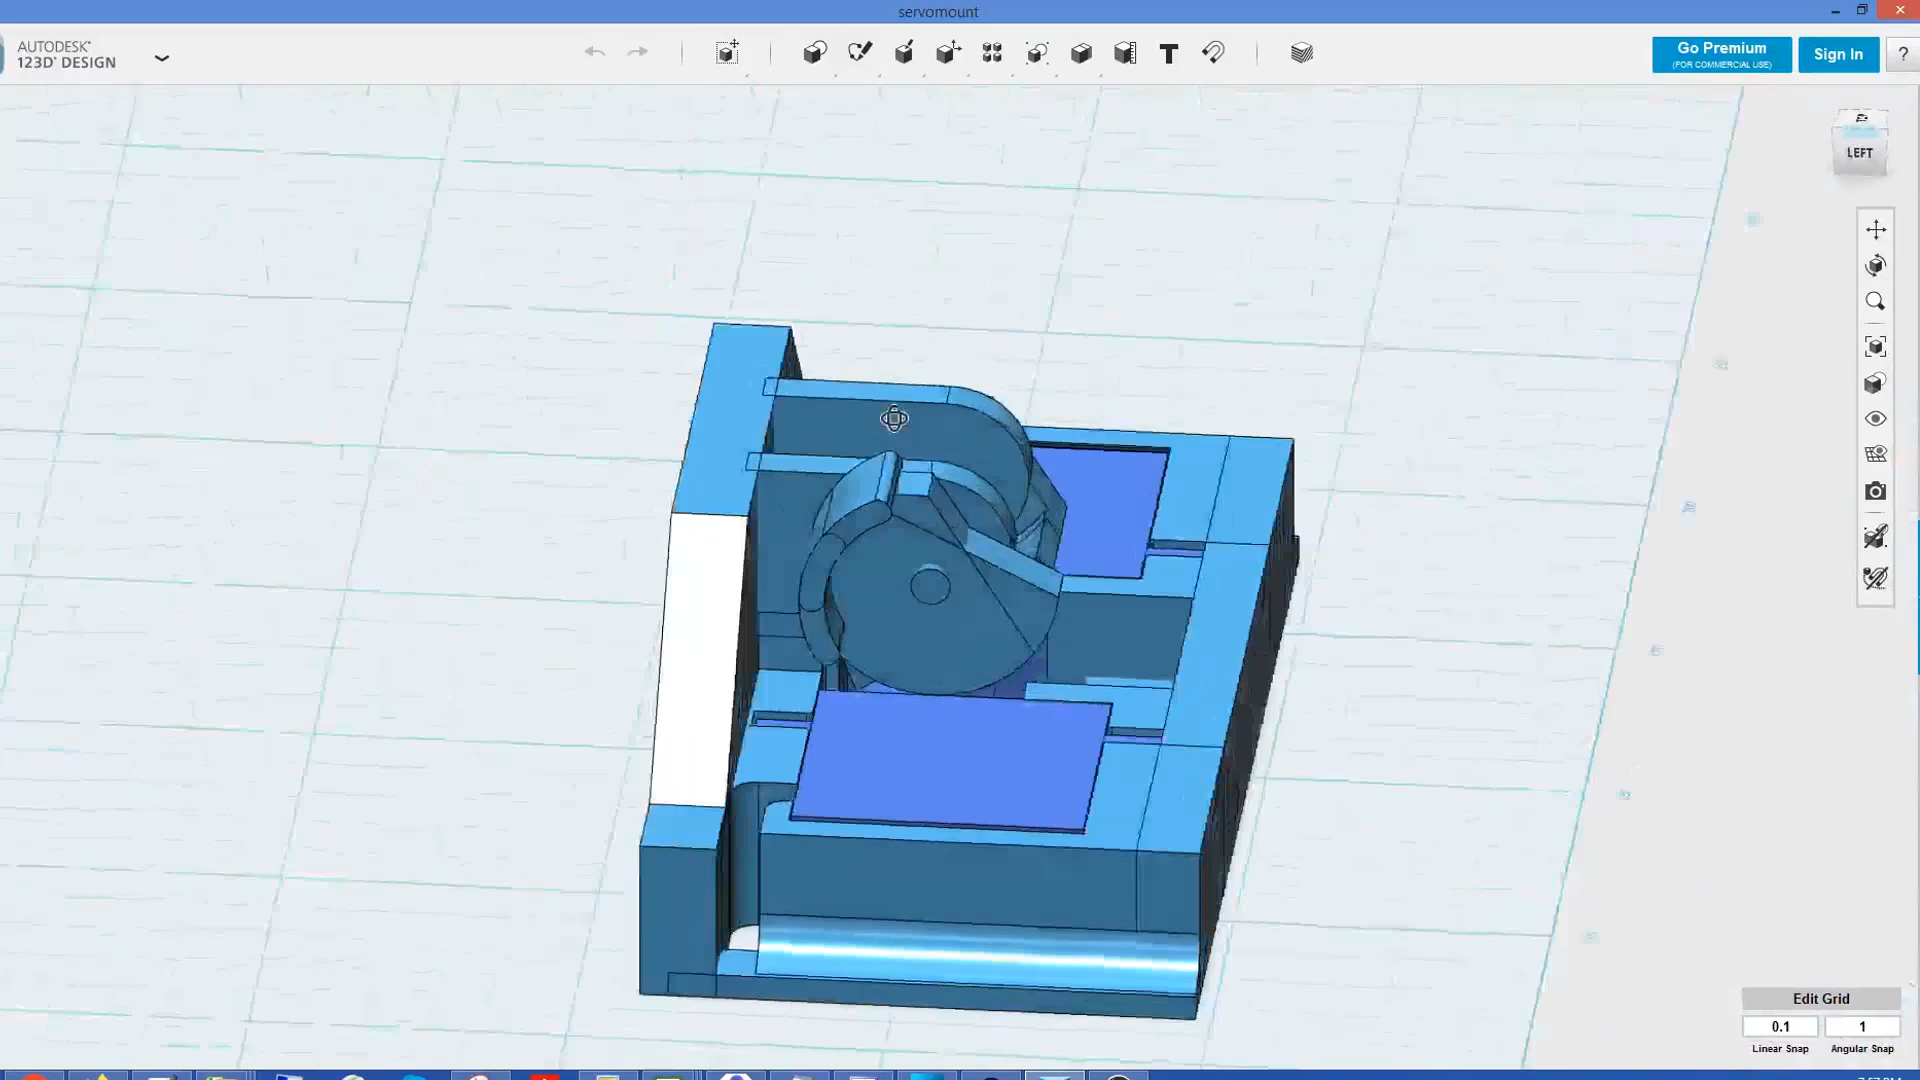 servomount
AUTODESK®
123D® DESIGN
T
Go Premium
(FOR COMMERCIAL USE)
Sign In
?
LEFT
Edit Grid
0.1
1
Linear Snap
Angular Snap